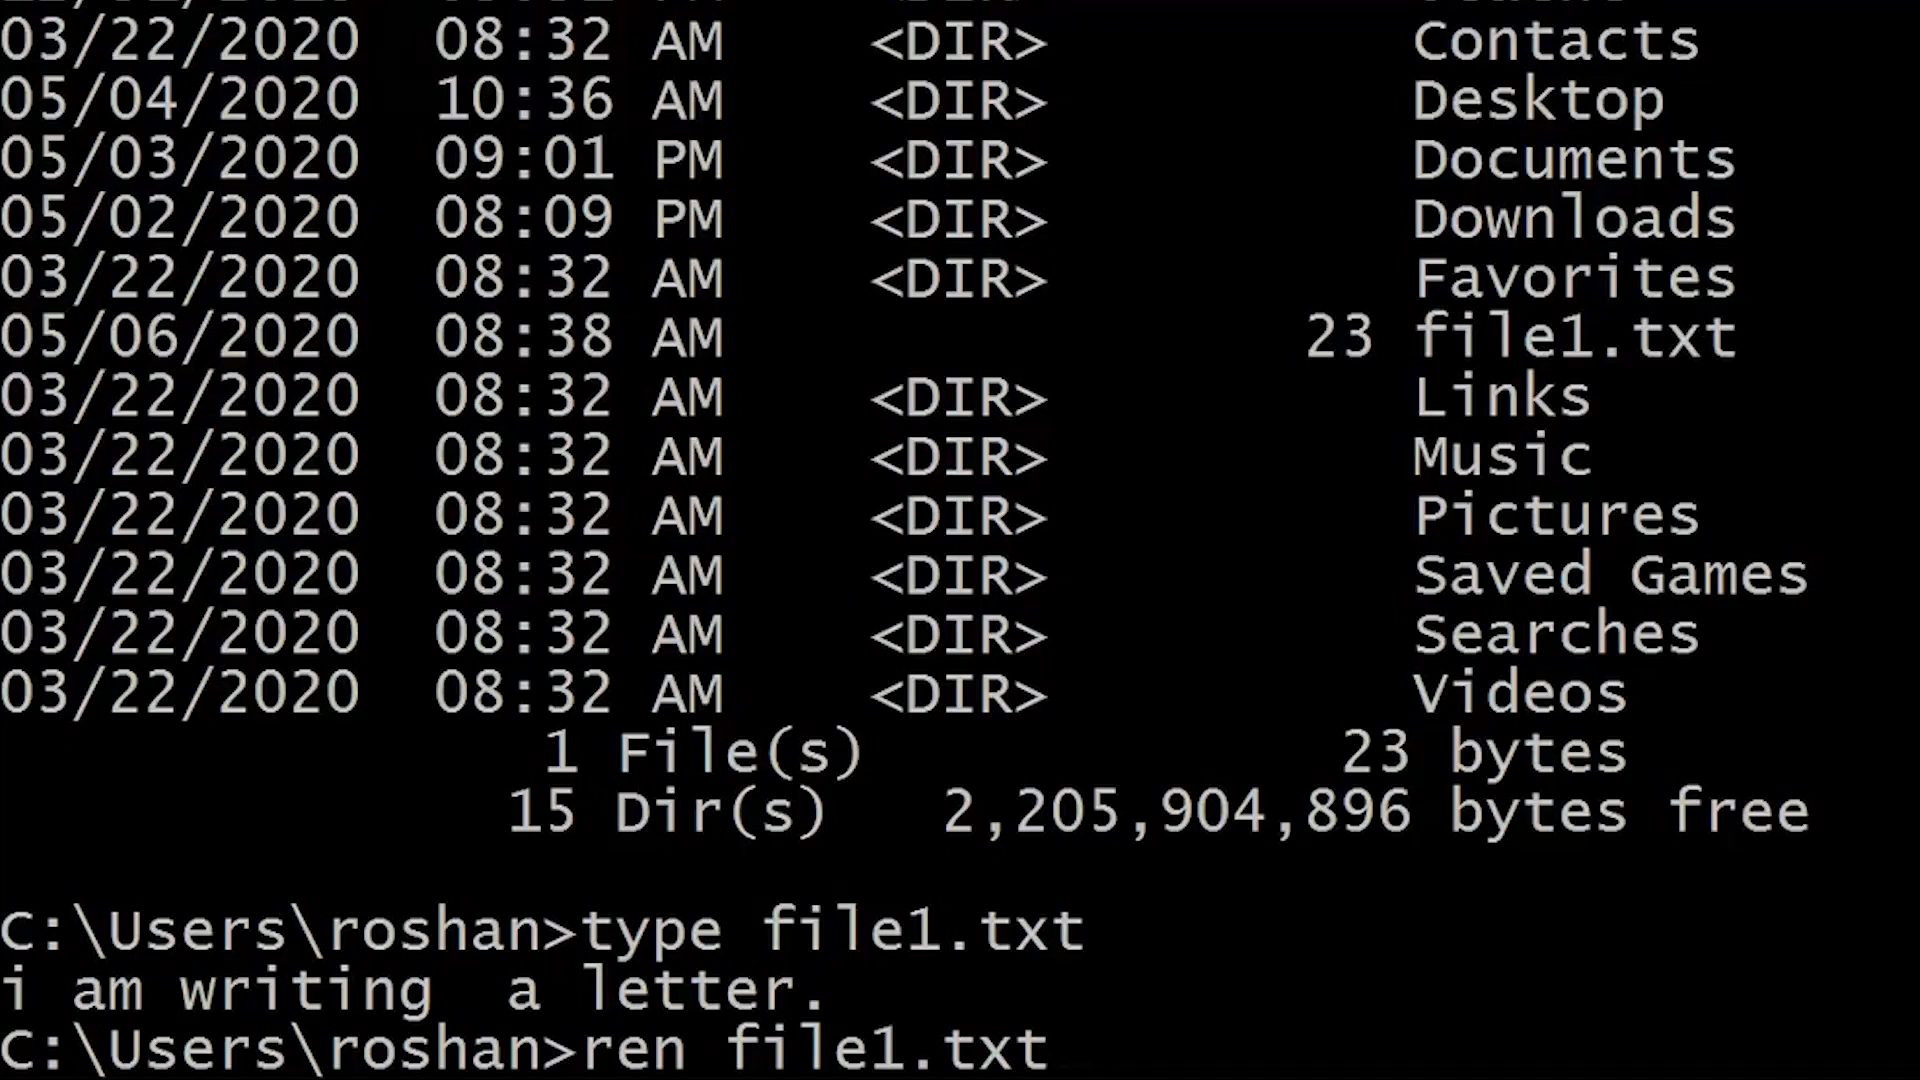 03/22/2020  08:32 AM    <DIR>          Contacts
05/04/2020  10:36 AM    <DIR>          Desktop
05/03/2020  09:01 PM    <DIR>          Documents
05/02/2020  08:09 PM    <DIR>          Downloads
03/22/2020  08:32 AM    <DIR>          Favorites
05/06/2020  08:38 AM                23 file1.txt
03/22/2020  08:32 AM    <DIR>          Links
03/22/2020  08:32 AM    <DIR>          Music
03/22/2020  08:32 AM    <DIR>          Pictures
03/22/2020  08:32 AM    <DIR>          Saved Games
03/22/2020  08:32 AM    <DIR>          Searches
03/22/2020  08:32 AM    <DIR>          Videos
               1 File(s)             23 bytes
              15 Dir(s)   2,205,904,896 bytes free
C:\Users\roshan>type file1.txt
i am writing  a letter.
C:\Users\roshan>ren file1.txt